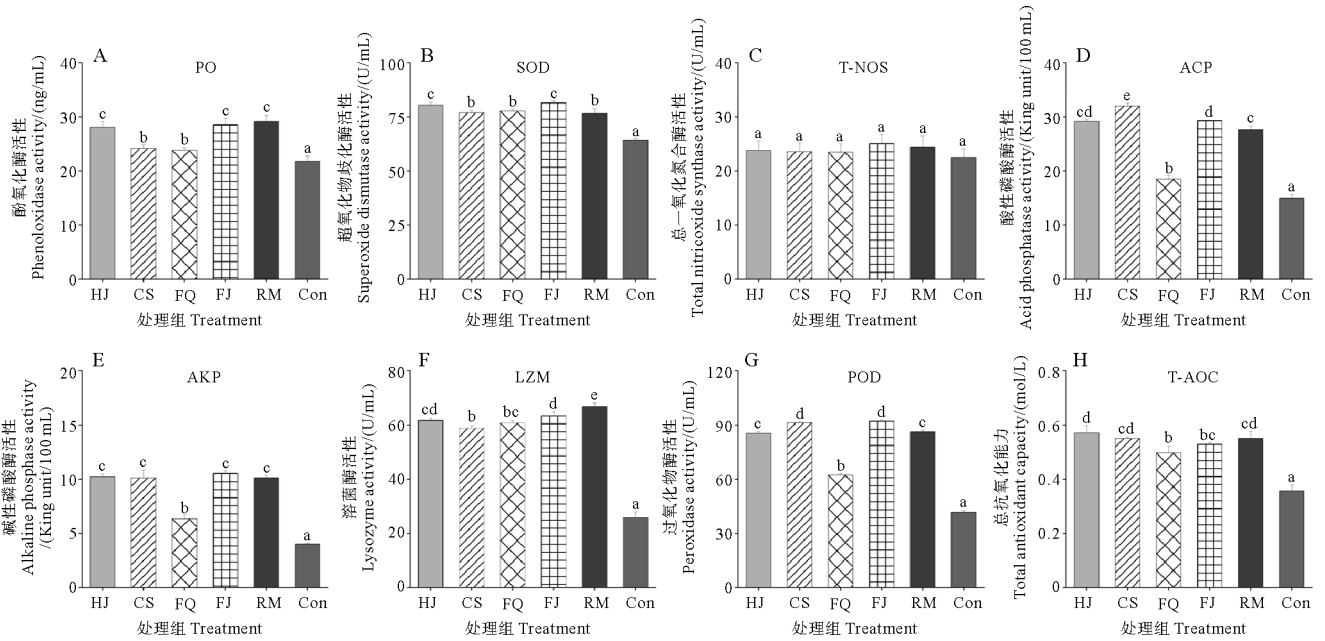 A
PO
酚氧化酶活性
Phenoloxidase activity/(ng/mL)
40
30
20
10
0
c
b
b
c
c
a
HJ CS FQ FJ RM Con
处理组 Treatment
B
SOD
超氧化物歧化酶活性
Superoxide dismutase activity/(U/mL)
100
75
50
25
0
c
b
b
c
b
a
HJ CS FQ FJ RM Con
处理组 Treatment
C
T-NOS
总一氧化氮合酶活性
Total nitricoxide synthase activity/(U/mL)
40
30
20
10
0
a
a
a
a
a
a
HJ CS FQ FJ RM Con
处理组 Treatment
D
ACP
酸性磷酸酶活性
Acid phosphatase activity/(King unit/100 mL)
40
30
20
10
0
cd
e
b
d
c
a
HJ CS FQ FJ RM Con
处理组 Treatment
E
AKP
碱性磷酸酶活性
Alkaline phosphase activity
/(King unit/100 mL)
20
15
10
5
0
c
c
b
c
c
a
HJ CS FQ FJ RM Con
处理组 Treatment
F
LZM
溶菌酶活性
Lysozyme activity/(U/mL)
80
60
40
20
0
cd
b
bc
d
e
a
HJ CS FQ FJ RM Con
处理组 Treatment
G
POD
过氧化物酶活性
Peroxidase activity/(U/mL)
120
90
60
30
0
c
d
b
d
c
a
HJ CS FQ FJ RM Con
处理组 Treatment
H
T-AOC
总抗氧化能力
Total antioxidant capacity/(mol/L)
0.8
0.6
0.4
0.2
0
d
cd
b
bc
cd
a
HJ CS FQ FJ RM Con
处理组 Treatment